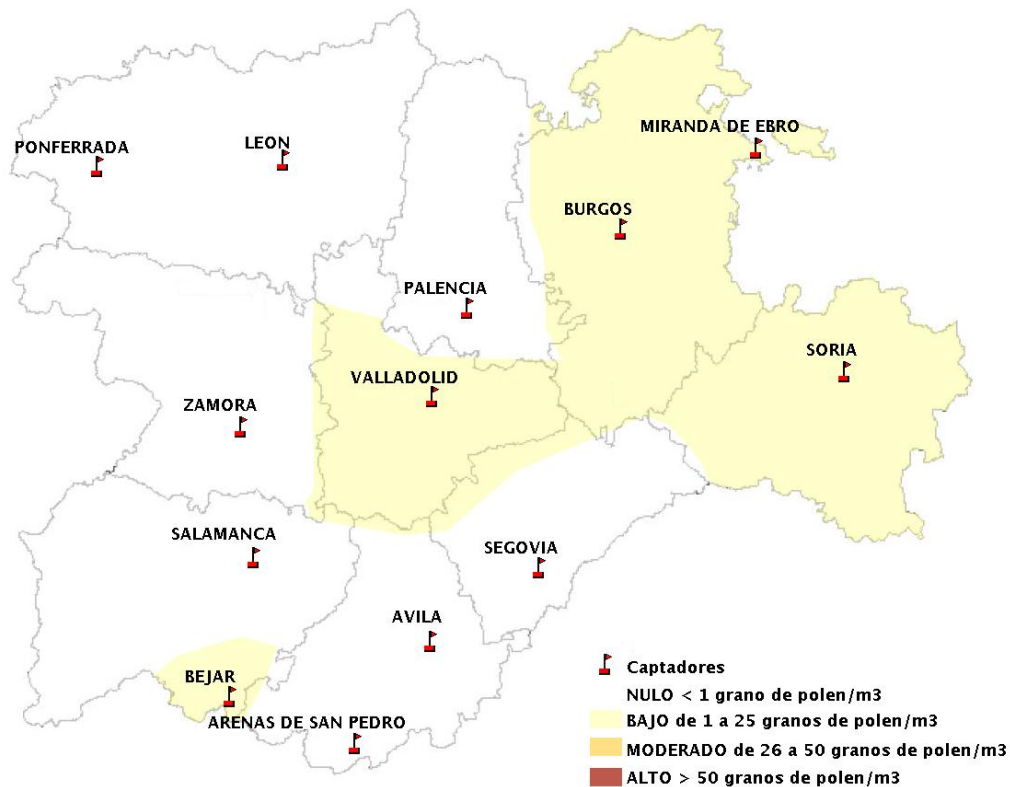 MIRANDA DE EBRO
PONFERRADA
LEON
BURGOS
PALENCIA
SORIA
VALLADOLID
ZAMORA
SALAMANCA
SEGOVIA
AVILA
BEJAR
ARENAS DE SAN PEDRO
Captadores
NULO < 1 grano de polen/m3
BAJO de 1 a 25 granos de polen/m3
MODERADO de 26 a 50 granos de polen/m3
ALTO > 50 granos de polen/m3